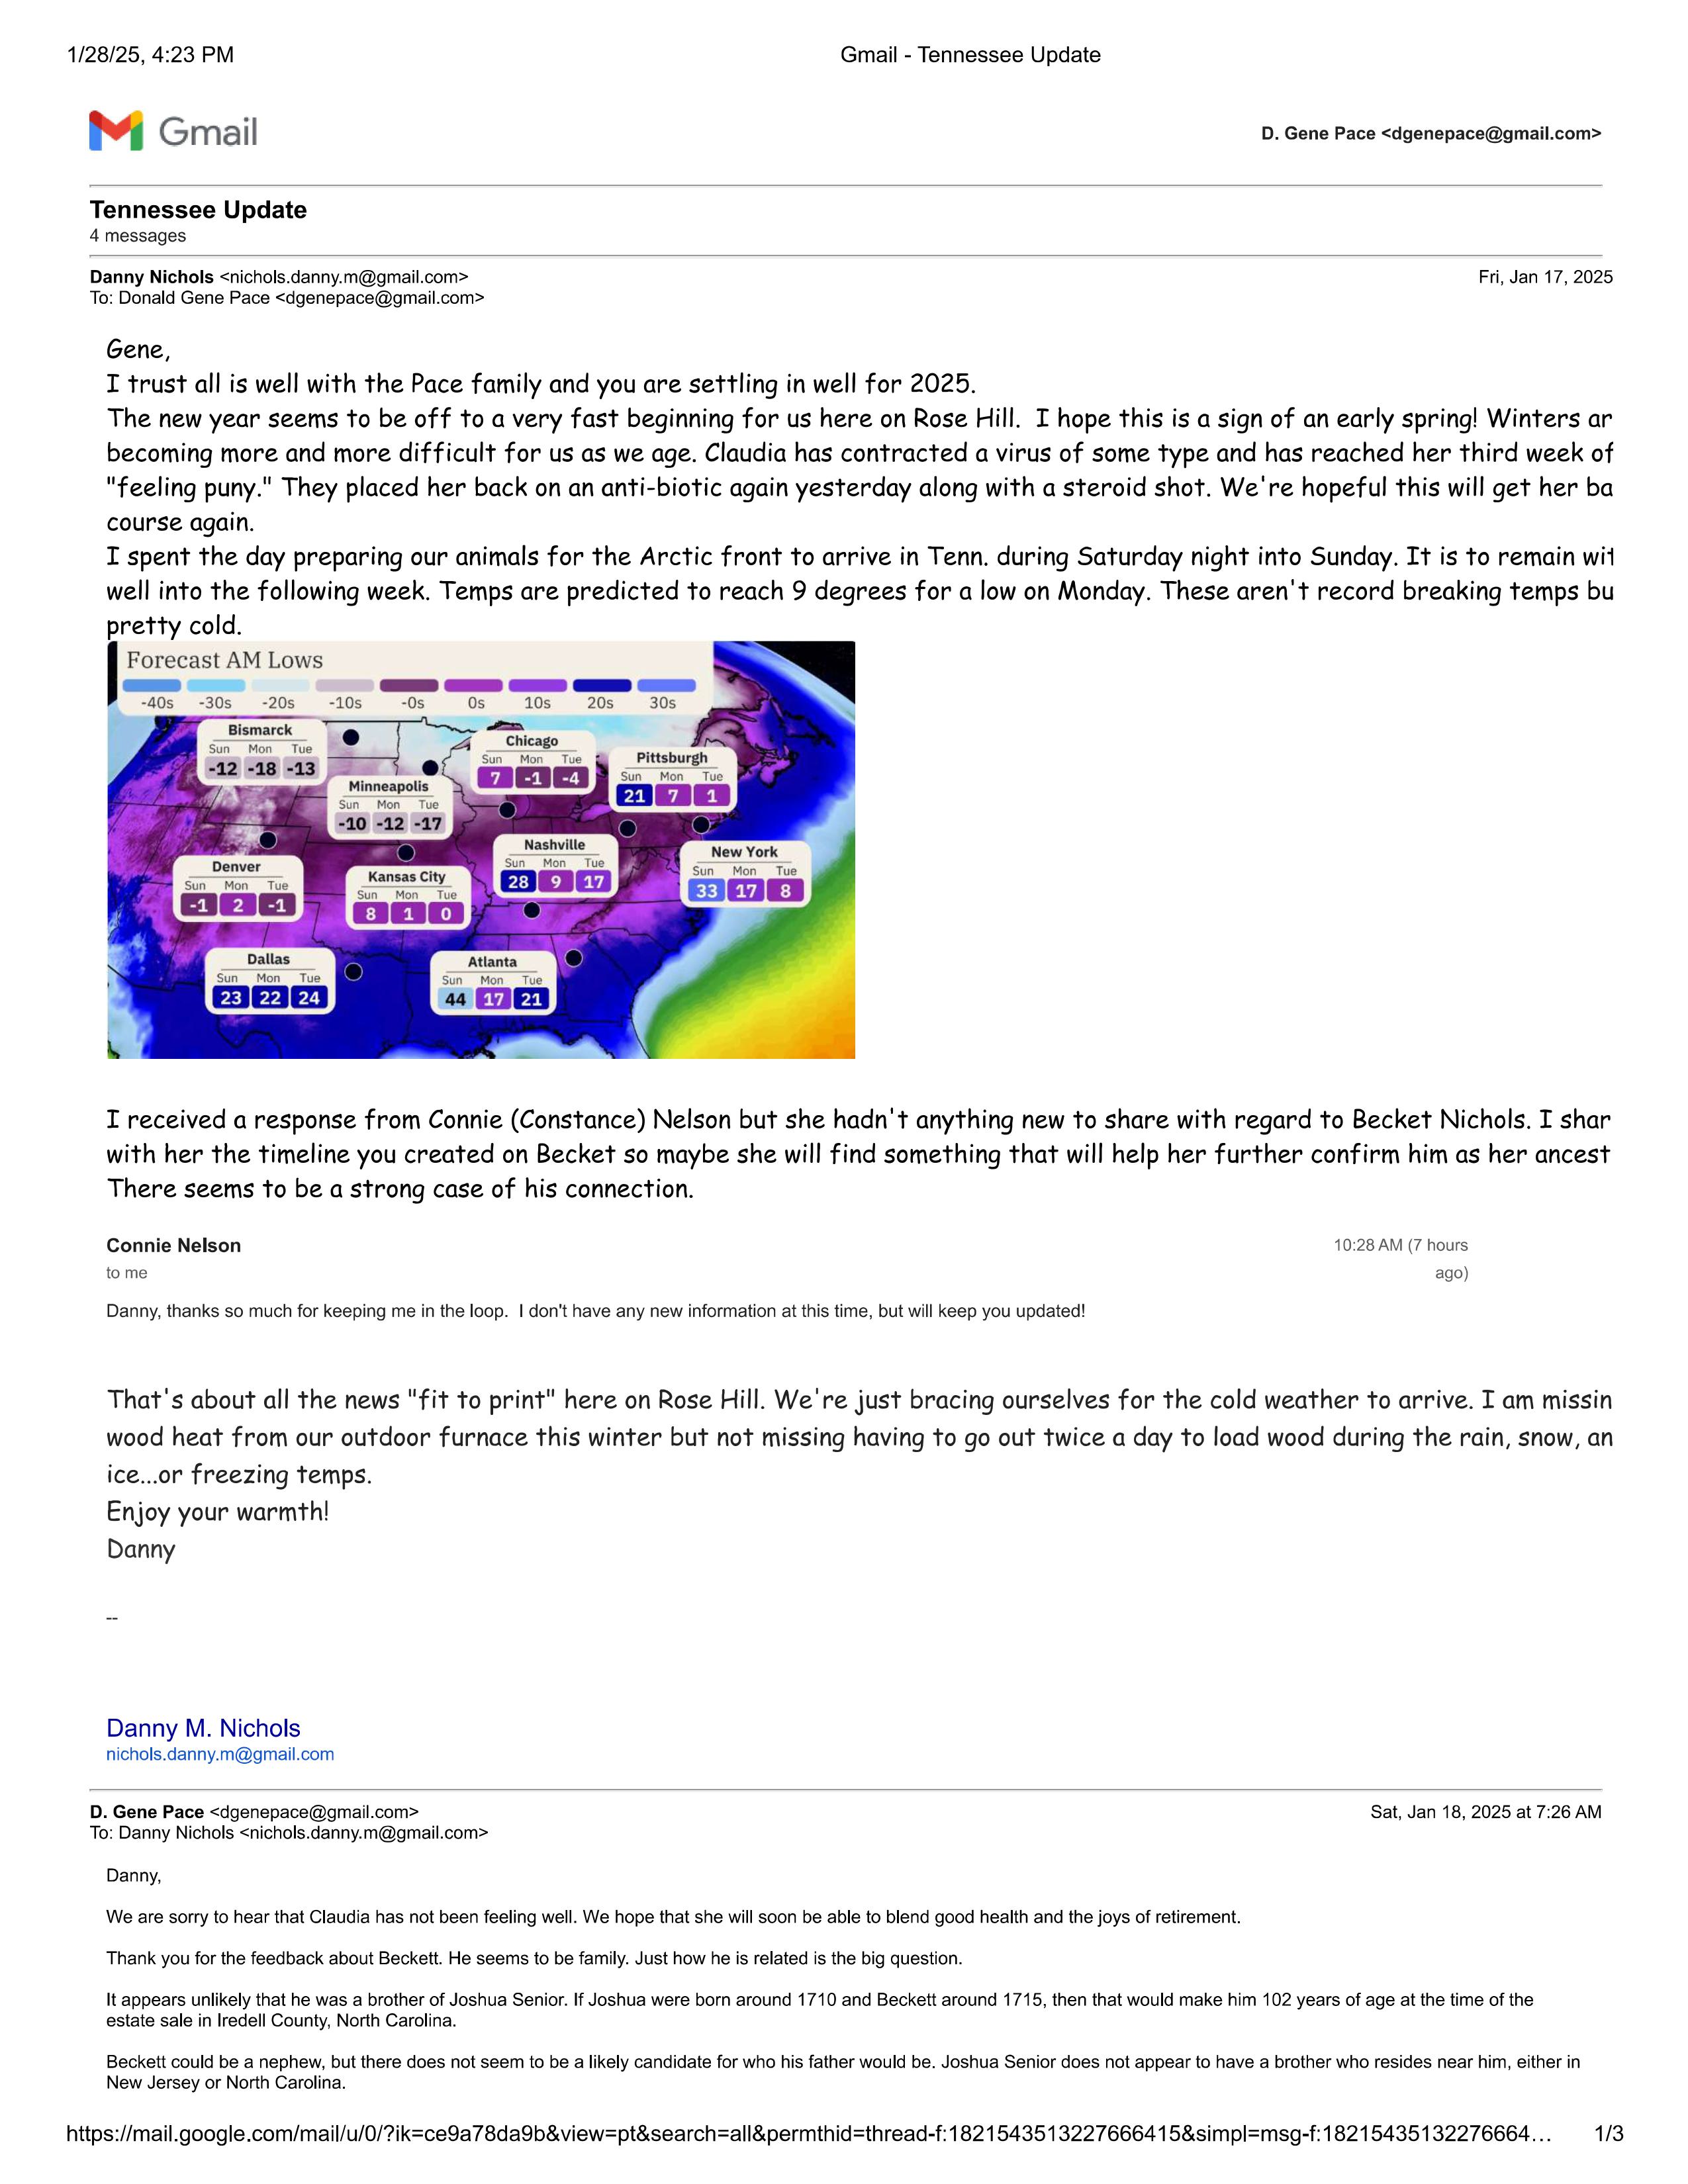 1/28/25, 4:23 PM Gmail - Tennessee Update
Gmail D. Gene Pace <dgenepace@gmail.com>
Tennessee Update
4 messages
Danny Nichols <nichols.danny.m@gmail.com> Fri, Jan 17, 2025
To: Donald Gene Pace <dgenepace@gmail.com>
Gene,
I trust all is well with the Pace family and you are settling in well for 2025.
The new year seems to be off to a very fast beginning for us here on Rose Hill.  I hope this is a sign of an early spring! Winters ar
becoming more and more difficult for us as we age. Claudia has contracted a virus of some type and has reached her third week of
"feeling puny." They placed her back on an anti-biotic again yesterday along with a steroid shot. We're hopeful this will get her ba
course again.
I spent the day preparing our animals for the Arctic front to arrive in Tenn. during Saturday night into Sunday. It is to remain wit
well into the following week. Temps are predicted to reach 9 degrees for a low on Monday. These aren't record breaking temps bu
pretty cold.
Forecast AM Lows
-40s -30s -20s -10s -0s 0s 10s 20s 30s
Bismarck
Sun Mon Tue
-12 -18 -13
Minneapolis
Sun Mon Tue
-10 -12 -17
Chicago
Sun Mon Tue
7 -1 -4
Pittsburgh
Sun Mon Tue
21 7 1
Denver
Sun Mon Tue
-1 2 -1
Kansas City
Sun Mon Tue
8 1 0
Nashville
Sun Mon Tue
28 9 17
New York
Sun Mon Tue
33 17 8
Dallas
Sun Mon Tue
23 22 24
Atlanta
Sun Mon Tue
44 17 21
I received a response from Connie (Constance) Nelson but she hadn't anything new to share with regard to Becket Nichols. I shar
with her the timeline you created on Becket so maybe she will find something that will help her further confirm him as her ancest
There seems to be a strong case of his connection.
Connie Nelson 10:28 AM (7 hours
to me ago)
Danny, thanks so much for keeping me in the loop.  I don't have any new information at this time, but will keep you updated!
That's about all the news "fit to print" here on Rose Hill. We're just bracing ourselves for the cold weather to arrive. I am missin
wood heat from our outdoor furnace this winter but not missing having to go out twice a day to load wood during the rain, snow, an
ice...or freezing temps.
Enjoy your warmth!
Danny
--
Danny M. Nichols
nichols.danny.m@gmail.com
D. Gene Pace <dgenepace@gmail.com> Sat, Jan 18, 2025 at 7:26 AM
To: Danny Nichols <nichols.danny.m@gmail.com>
Danny,
We are sorry to hear that Claudia has not been feeling well. We hope that she will soon be able to blend good health and the joys of retirement.
Thank you for the feedback about Beckett. He seems to be family. Just how he is related is the big question.
It appears unlikely that he was a brother of Joshua Senior. If Joshua were born around 1710 and Beckett around 1715, then that would make him 102 years of age at the time of the
estate sale in Iredell County, North Carolina.
Beckett could be a nephew, but there does not seem to be a likely candidate for who his father would be. Joshua Senior does not appear to have a brother who resides near him, either in
New Jersey or North Carolina.
https://mail.google.com/mail/u/0/?ik=ce9a78da9b&view=pt&search=all&permthid=thread-f:1821543513227666415&simpl=msg-f:18215435132276664… 1/3